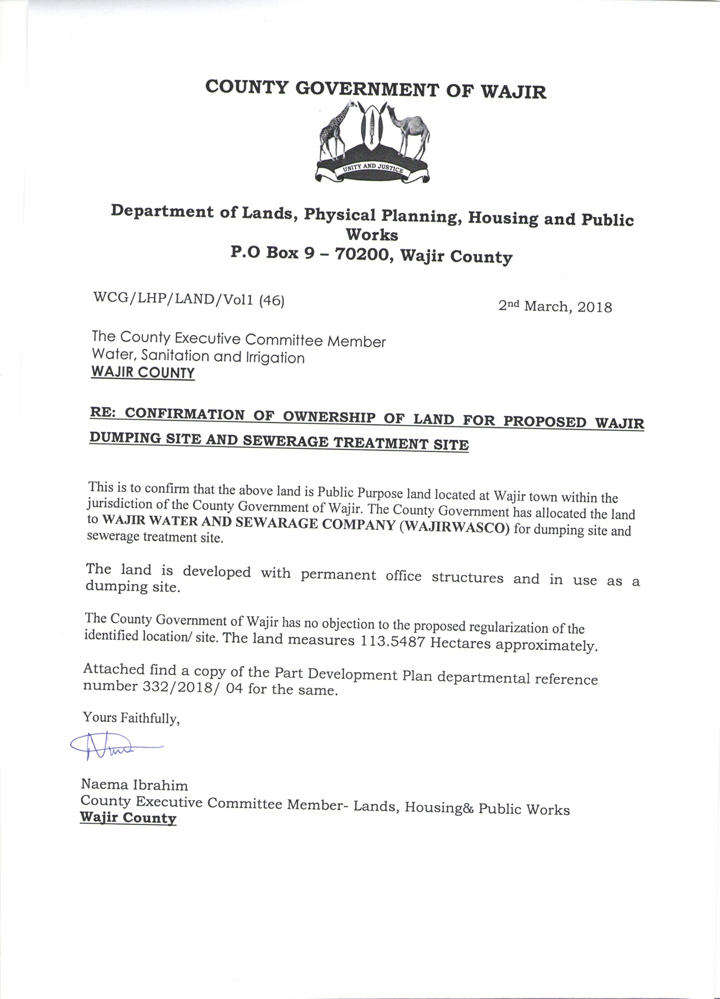 COUNTY GOVERNMENT OF WAJIR
UNITY AND JUSTICE
Department of Lands, Physical Planning, Housing and Public
Works
P.O Box 9 – 70200, Wajir County
WCG/LHP/LAND/Vol1 (46)
2nd March, 2018
The County Executive Committee Member
Water, Sanitation and Irrigation
WAJIR COUNTY
RE: CONFIRMATION OF OWNERSHIP OF LAND FOR PROPOSED WAJIR
DUMPING SITE AND SEWERAGE TREATMENT SITE
This is to confirm that the above land is Public Purpose land located at Wajir town within the
jurisdiction of the County Government of Wajir. The County Government has allocated the land
to WAJIR WATER AND SEWARAGE COMPANY (WAJIRWASCO) for dumping site and
sewerage treatment site.
The land is developed with permanent office structures and in use as a
dumping site.
The County Government of Wajir has no objection to the proposed regularization of the
identified location/ site. The land measures 113.5487 Hectares approximately.
Attached find a copy of the Part Development Plan departmental reference
number 332/2018/ 04 for the same.
Yours Faithfully,
Naema Ibrahim
County Executive Committee Member- Lands, Housing& Public Works
Wajir County